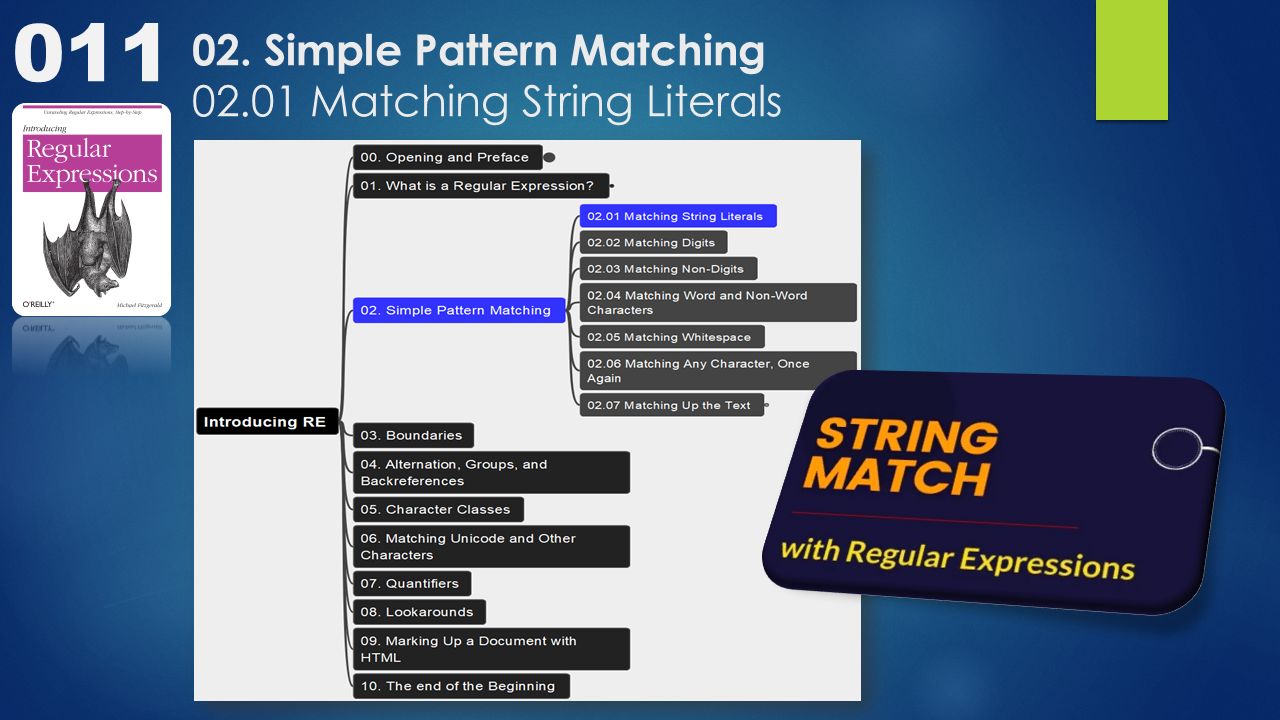 011
02. Simple Pattern Matching
02.01 Matching String Literals
Unraveling Regular Expressions, Step-by-Step
Introducing
Regular
Expressions
O'REILLY®
Michael Fitzgerald
Introducing RE
00. Opening and Preface
01. What is a Regular Expression?
02. Simple Pattern Matching
02.01 Matching String Literals
02.02 Matching Digits
02.03 Matching Non-Digits
02.04 Matching Word and Non-Word
Characters
02.05 Matching Whitespace
02.06 Matching Any Character, Once
Again
02.07 Matching Up the Text
03. Boundaries
04. Alternation, Groups, and
Backreferences
05. Character Classes
06. Matching Unicode and Other
Characters
07. Quantifiers
08. Lookarounds
09. Marking Up a Document with
HTML
10. The end of the Beginning
STRING
MATCH
with Regular Expressions